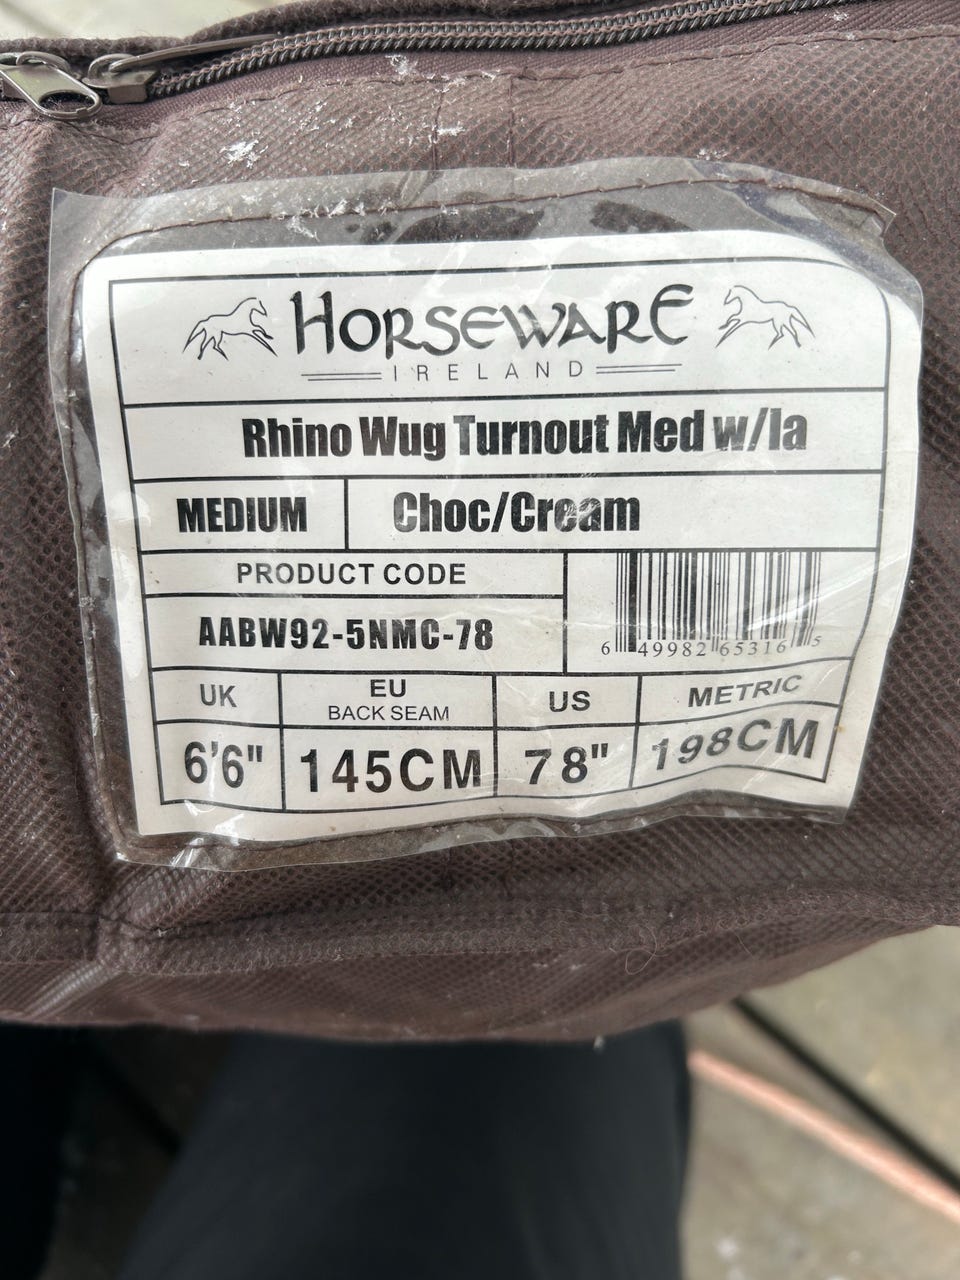 HORSEWARE
IRELAND
Rhino Wug Turnout Med w/la
MEDIUM Choc/Cream
PRODUCT CODE
AABW92-5NMC-78
6 49982 65316 5
UK EU BACK SEAM US METRIC
6'6" 145CM 78" 198CM